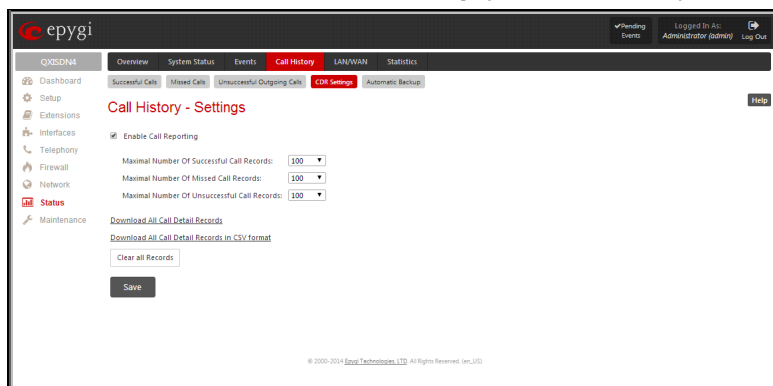 epygi
Pending Events
Logged In As: Administrator (admin)
Log Out
QXISDN4
Overview System Status Events Call History LAN/WAN Statistics
Dashboard
Setup
Extensions
Interfaces
Telephony
Firewall
Network
Status
Maintenance
Successful Calls Missed Calls Unsuccessful Outgoing Calls CDR Settings Automatic Backup
Help
Call History - Settings
Enable Call Reporting
Maximal Number Of Successful Call Records: 100
Maximal Number Of Missed Call Records: 100
Maximal Number Of Unsuccessful Call Records: 100
Download All Call Detail Records
Download All Call Detail Records in CSV format
Clear all Records
Save
© 2000-2014 Epygi Technologies, LTD. All Rights Reserved. (en_US)